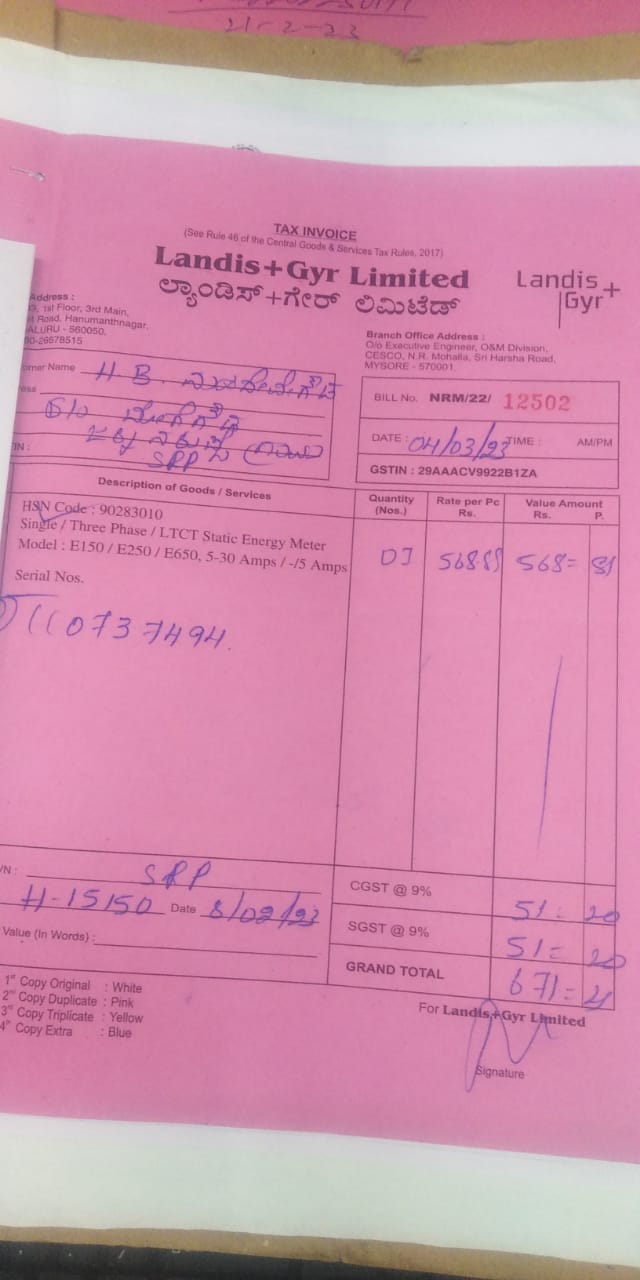 21-2-23
TAX INVOICE
(See Rule 46 of the Central Goods & Services Tax Rules, 2017)
Landis+Gyr Limited
ಲ್ಯಾಂಡಿಸ್+ಗೇರ್ ಲಿಮಿಟೆಡ್
Landis+
Gyr
Address :
1st Floor, 3rd Main,
Road, Hanumanthnagar,
ALURU - 560050.
26578515
Branch Office Address :
O/o Executive Engineer, O&M Division,
CESCO, N.R. Mohalla, Sri Harsha Road,
MYSORE - 570001.
omer Name H. B.
ess
IN : SRP
BILL No. NRM/22/ 12502
DATE : 04/03/23 TIME : AM/PM
GSTIN : 29AAACV9922B1ZA
Description of Goods / Services
Quantity (Nos.)
Rate per Pc Rs.
Value Amount
Rs. P.
HSN Code : 90283010
Single / Three Phase / LTCT Static Energy Meter
Model : E150 / E250 / E650, 5-30 Amps / -/5 Amps
01 568= 81
Serial Nos.
110737494.
/N : SRP
H-15150 Date 8/02/23
Value (In Words) :
CGST @ 9% 51= 20
SGST @ 9% 51= 20
GRAND TOTAL 671= 21
1st Copy Original : White
2nd Copy Duplicate : Pink
3rd Copy Triplicate : Yellow
4th Copy Extra : Blue
For Landis+Gyr Limited
Signature